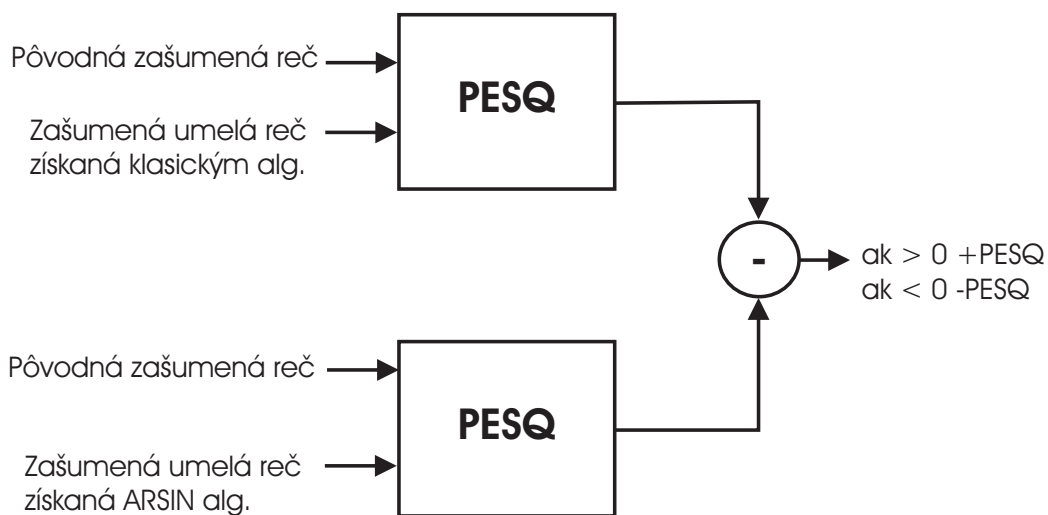 Pôvodná zašumená reč
PESQ
Zašumená umelá reč
získaná klasickým alg.
-
ak > 0 +PESQ
ak < 0 -PESQ
Pôvodná zašumená reč
PESQ
Zašumená umelá reč
získaná ARSIN alg.